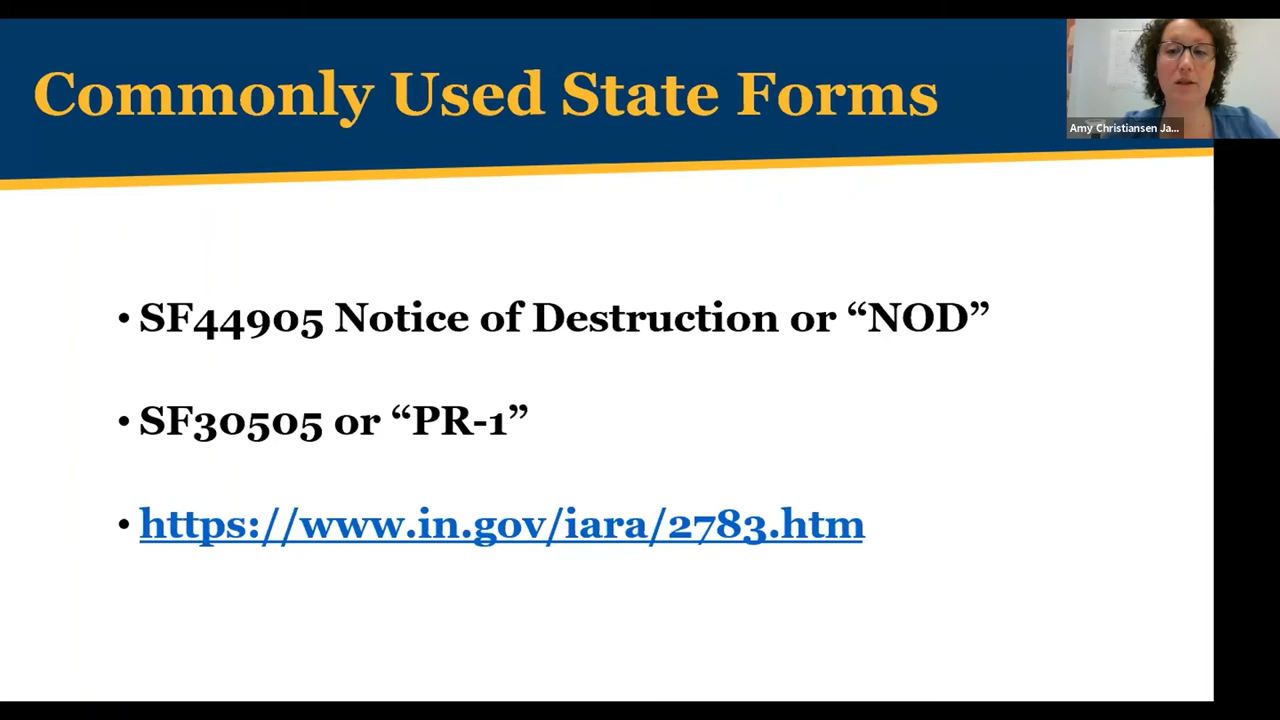 Commonly Used State Forms
Amy Christiansen Ja...
• SF44905 Notice of Destruction or “NOD”
• SF30505 or “PR-1”
• https://www.in.gov/iara/2783.htm